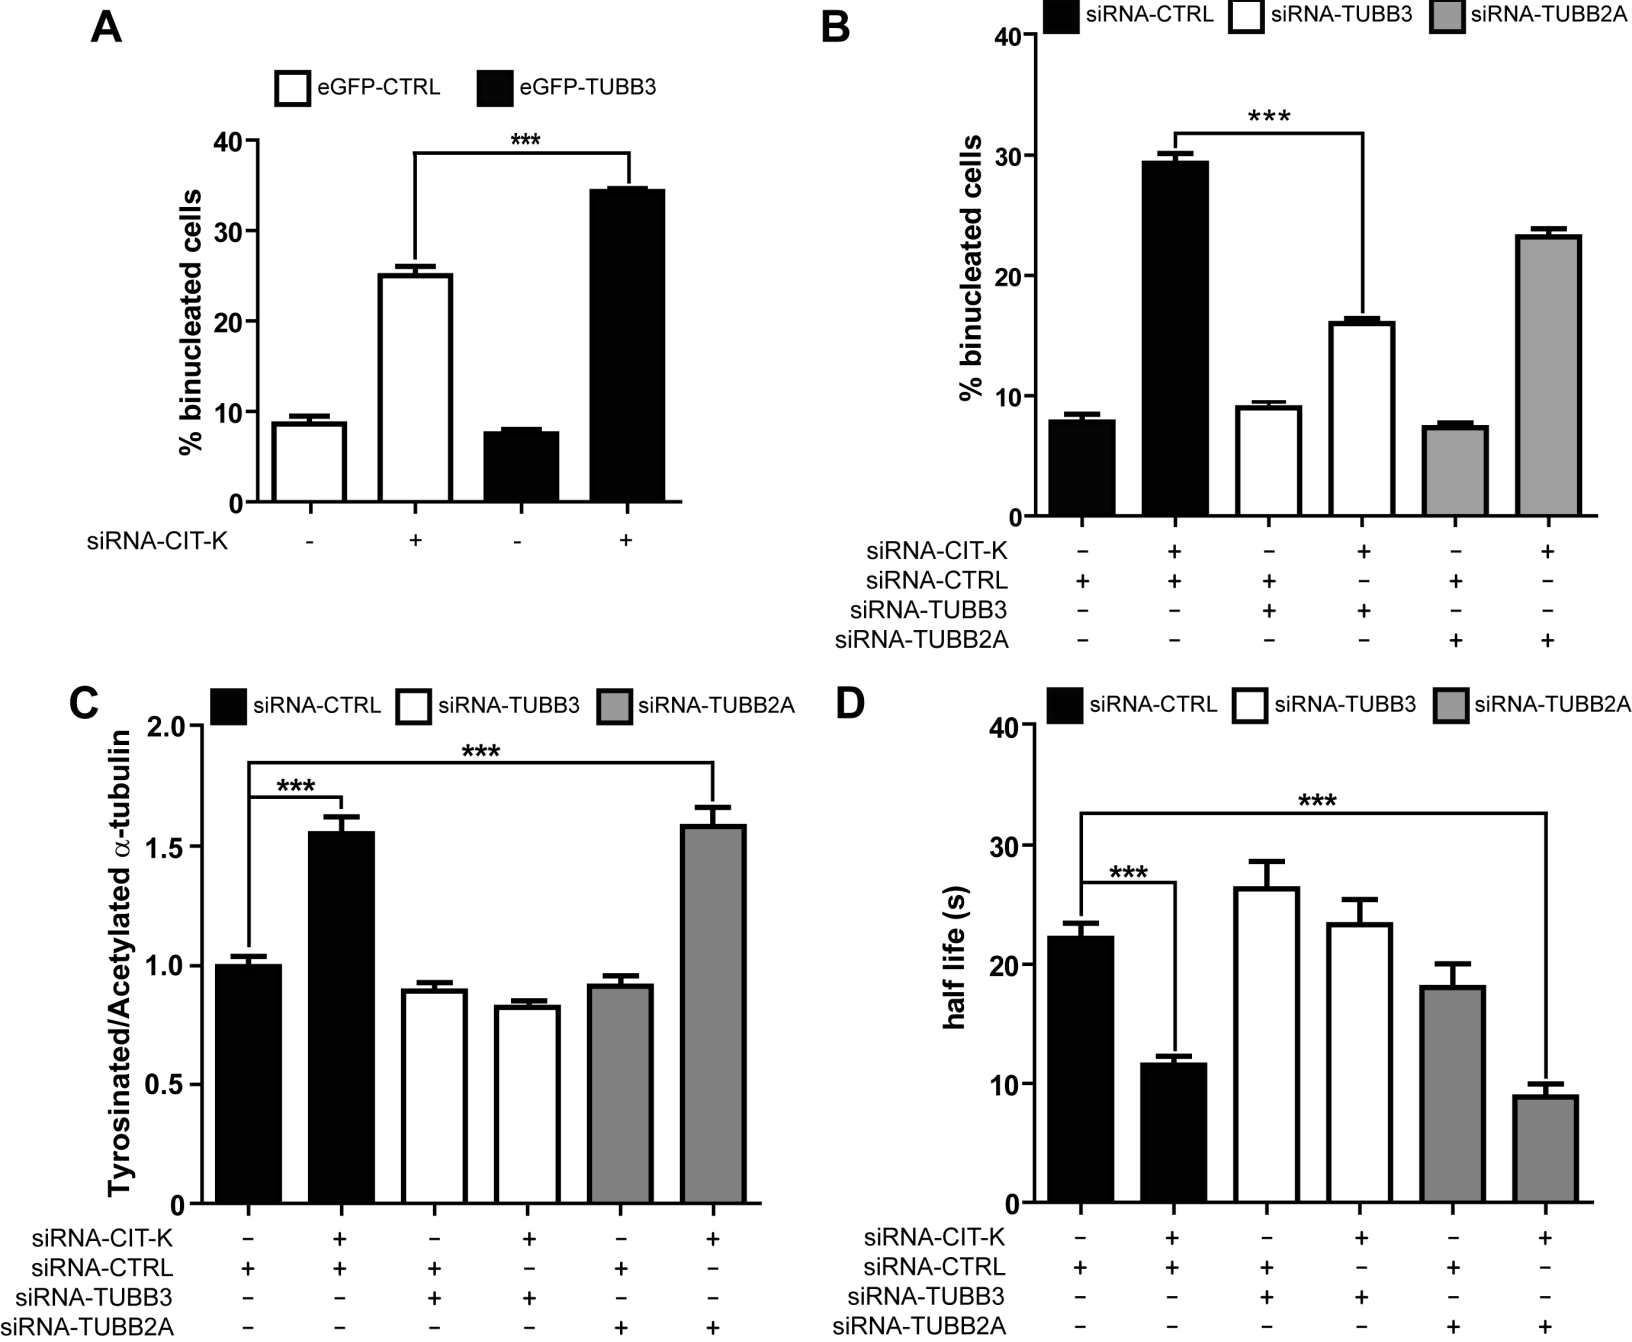 A
eGFP-CTRL eGFP-TUBB3
% binucleated cells
40
30
20
10
0
***
siRNA-CIT-K - + - +
B
siRNA-CTRL siRNA-TUBB3 siRNA-TUBB2A
% binucleated cells
40
30
20
10
0
***
siRNA-CIT-K – + – + – +
siRNA-CTRL + + + – + –
siRNA-TUBB3 – – + + – –
siRNA-TUBB2A – – – – + +
C
siRNA-CTRL siRNA-TUBB3 siRNA-TUBB2A
Tyrosinated/Acetylated α-tubulin
2.0
1.5
1.0
0.5
0
***
***
siRNA-CIT-K – + – + – +
siRNA-CTRL + + + – + –
siRNA-TUBB3 – – + + – –
siRNA-TUBB2A – – – – + +
D
siRNA-CTRL siRNA-TUBB3 siRNA-TUBB2A
half life (s)
40
30
20
10
0
***
***
siRNA-CIT-K – + – + – +
siRNA-CTRL + + + – + –
siRNA-TUBB3 – – + + – –
siRNA-TUBB2A – – – – + +